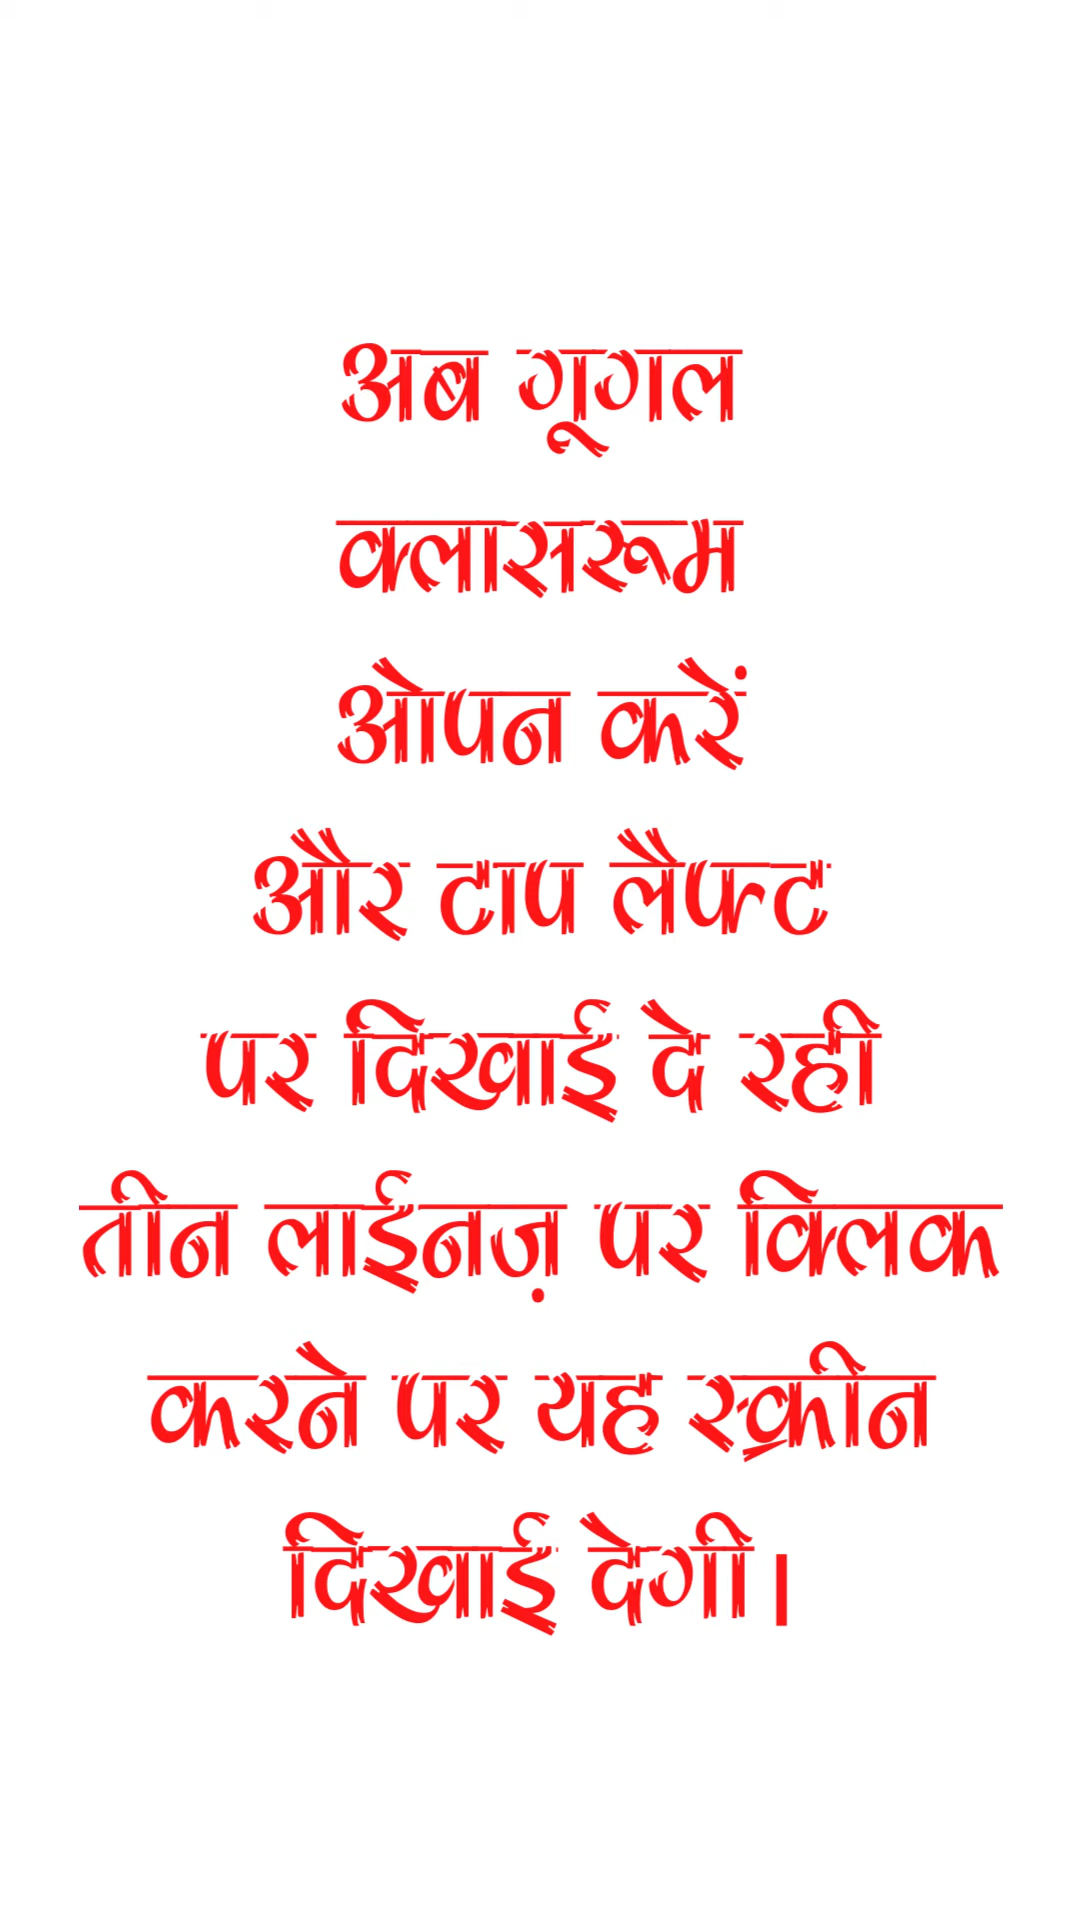 अब गूगल
क्लासरूम
ओपन करें
और टाप लैफ्ट
पर दिखाई दे रही
तीन लाईनज़ पर क्लिक
करने पर यह स्क्रीन
दिखाई देगी।